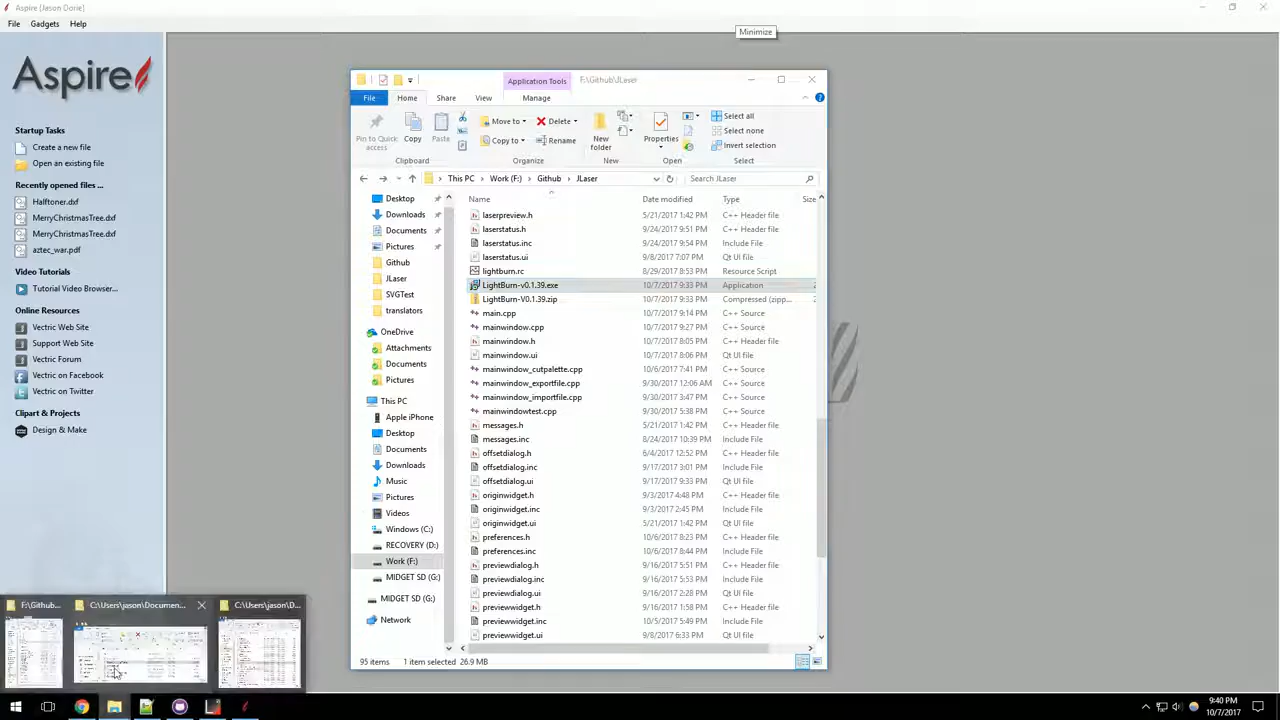 Aspire (Jason Dorie)
File Gadgets Help
Minimize
Aspire
Startup Tasks
Create a new file
Open an existing file
Recently opened files ...
Halftoner.dxf
MerryChristmasTree.dxf
MerryChristmasTree.dxf
aztec_war.pdf
Video Tutorials
Tutorial Video Browser...
Online Resources
Vectric Web Site
Support Web Site
Vectric Forum
Vectric on Facebook
Vectric on Twitter
Clipart & Projects
Design & Make
Application Tools F:\Github\JLaser
File Home Share View Manage
Pin to Quick access
Copy
Paste
Move to
Copy to
Delete
Rename
New folder
Properties
Select all
Select none
Invert selection
Clipboard Organize New Open Select
This PC > Work (F:) > Github > JLaser
Search JLaser
Desktop
Downloads
Documents
Pictures
Github
JLaser
SVGTest
translators
OneDrive
Attachments
Documents
Pictures
This PC
Apple iPhone
Desktop
Documents
Downloads
Music
Pictures
Videos
Windows (C:)
RECOVERY (D:)
Work (F:)
MIDGET SD (G:)
MIDGET SD (G:)
Network
Name Date modified Type Size
laserpreview.h 5/21/2017 1:42 PM C++ Header file
laserstatus.h 9/24/2017 9:51 PM C++ Header file
laserstatus.inc 9/24/2017 9:54 PM Include File
laserstatus.ui 9/8/2017 7:07 PM Qt UI file
lightburn.rc 8/29/2017 8:53 PM Resource Script
LightBurn-v0.1.39.exe 10/7/2017 9:33 PM Application 2
LightBurn-V0.1.39.zip 10/7/2017 9:33 PM Compressed (zipp... 2
main.cpp 10/7/2017 9:14 PM C++ Source
mainwindow.cpp 10/7/2017 9:27 PM C++ Source
mainwindow.h 10/7/2017 8:05 PM C++ Header file
mainwindow.ui 10/7/2017 8:06 PM Qt UI file
mainwindow_cutpalette.cpp 10/6/2017 7:41 PM C++ Source
mainwindow_exportfile.cpp 9/30/2017 12:06 AM C++ Source
mainwindow_importfile.cpp 9/30/2017 3:47 PM C++ Source
mainwindowtest.cpp 9/30/2017 5:38 PM C++ Source
messages.h 5/21/2017 1:42 PM C++ Header file
messages.inc 8/24/2017 10:39 PM Include File
offsetdialog.h 6/4/2017 12:52 PM C++ Header file
offsetdialog.inc 9/17/2017 3:01 PM Include File
offsetdialog.ui 9/17/2017 9:33 PM Qt UI file
originwidget.h 9/3/2017 4:48 PM C++ Header file
originwidget.inc 9/3/2017 2:45 PM Include File
originwidget.ui 5/21/2017 1:42 PM Qt UI file
preferences.h 10/6/2017 8:23 PM C++ Header file
preferences.inc 10/6/2017 8:44 PM Include File
previewdialog.h 9/16/2017 5:53 PM C++ Header file
previewdialog.inc 9/16/2017 5:51 PM Include File
previewdialog.ui 9/16/2017 2:28 PM Qt UI file
previewwidget.h 9/16/2017 1:58 PM C++ Header file
previewwidget.inc 10/5/2017 5:49 PM Include File
previewwidget.ui 9/8/2017 6:33 PM Qt UI file
95 items 1 item selected 26.9 MB
F:\Github... C:\Users\jason\Documen... C:\Users\jason\D...
9:40 PM
10/7/2017